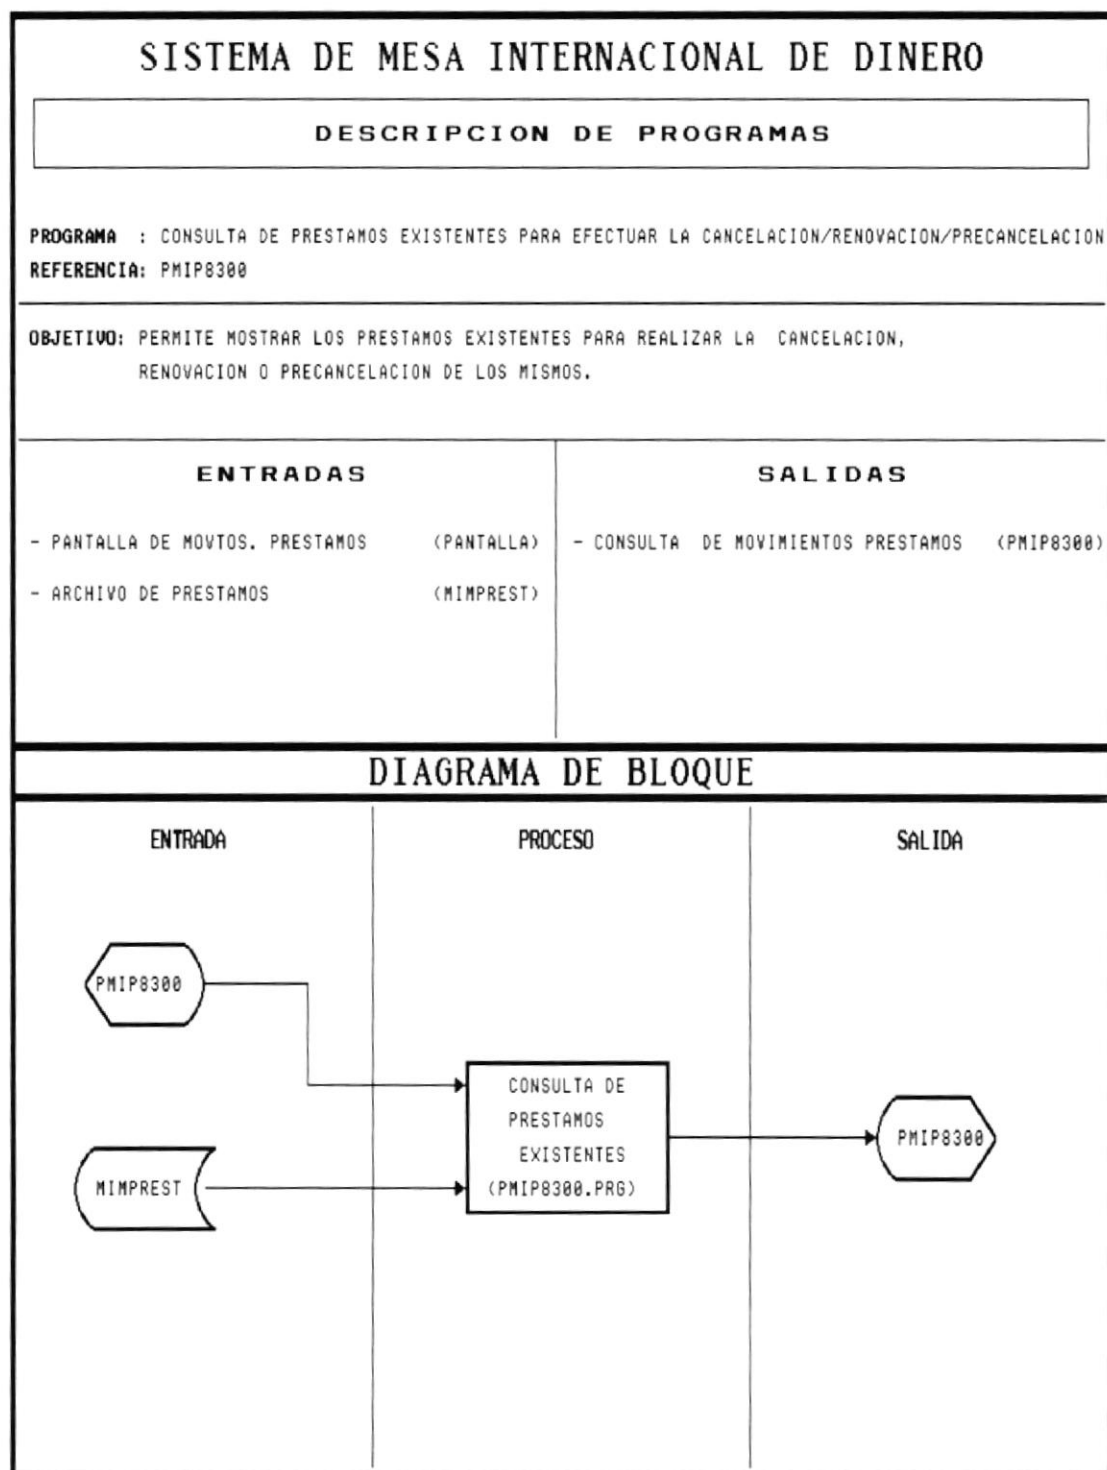 SISTEMA DE MESA INTERNACIONAL DE DINERO
DESCRIPCION DE PROGRAMAS
PROGRAMA : CONSULTA DE PRESTAMOS EXISTENTES PARA EFECTUAR LA CANCELACION/RENOVACION/PRECANCELACION
REFERENCIA: PMIP8300
OBJETIVO: PERMITE MOSTRAR LOS PRESTAMOS EXISTENTES PARA REALIZAR LA CANCELACION,
RENOVACION O PRECANCELACION DE LOS MISMOS.
ENTRADAS
- PANTALLA DE MOVTOS. PRESTAMOS (PANTALLA)
- ARCHIVO DE PRESTAMOS (MIMPREST)
SALIDAS
- CONSULTA DE MOVIMIENTOS PRESTAMOS (PMIP8300)
DIAGRAMA DE BLOQUE
ENTRADA
PROCESO
SALIDA
PMIP8300
MIMPREST
CONSULTA DE
PRESTAMOS
EXISTENTES
(PMIP8300.PRG)
PMIP8300